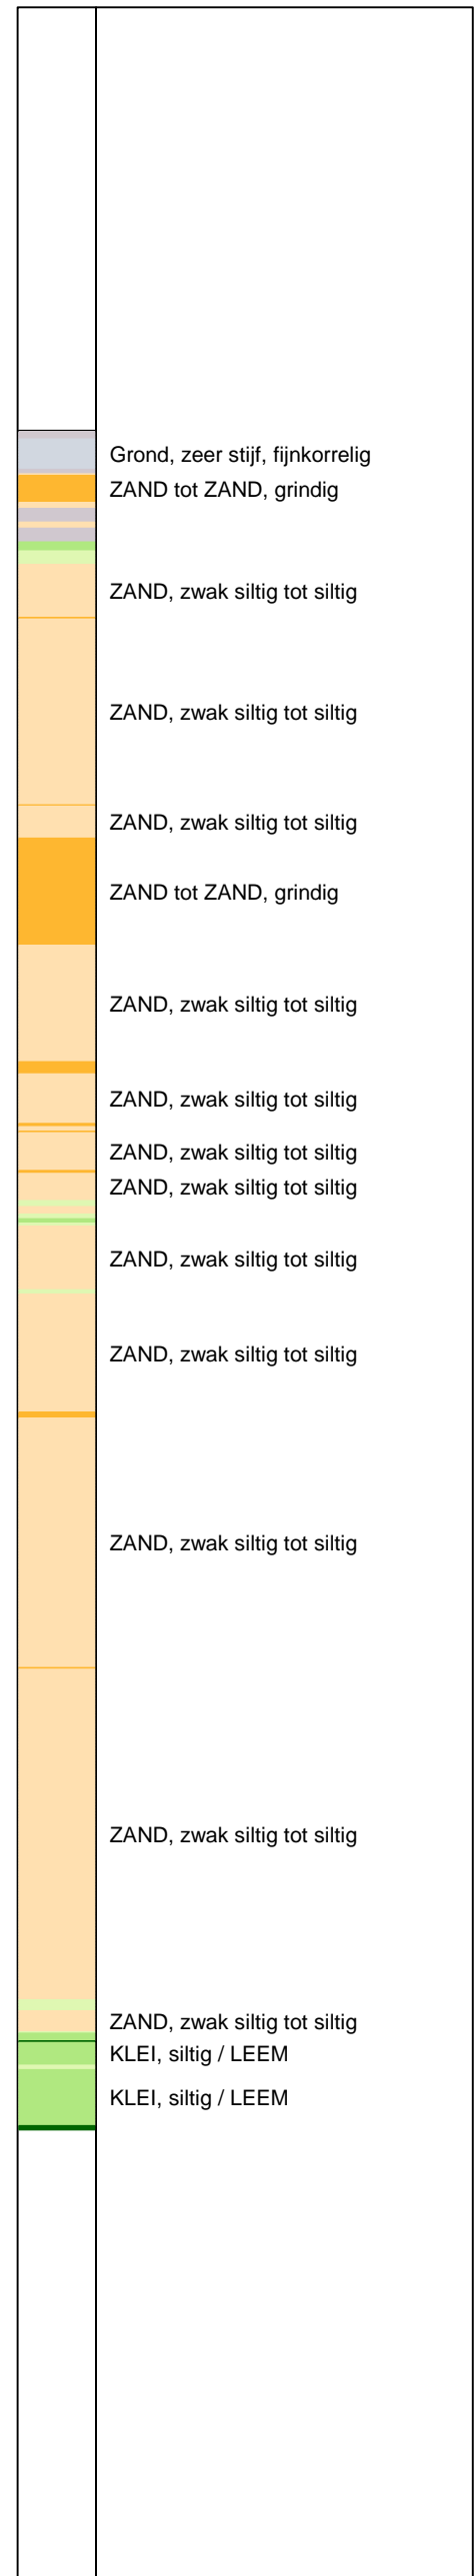 Grond, zeer stijf, fijnkorrelig
ZAND tot ZAND, grindig
ZAND, zwak siltig tot siltig
ZAND, zwak siltig tot siltig
ZAND, zwak siltig tot siltig
ZAND tot ZAND, grindig
ZAND, zwak siltig tot siltig
ZAND, zwak siltig tot siltig
ZAND, zwak siltig tot siltig
ZAND, zwak siltig tot siltig
ZAND, zwak siltig tot siltig
ZAND, zwak siltig tot siltig
ZAND, zwak siltig tot siltig
ZAND, zwak siltig tot siltig
ZAND, zwak siltig tot siltig
KLEI, siltig / LEEM
KLEI, siltig / LEEM